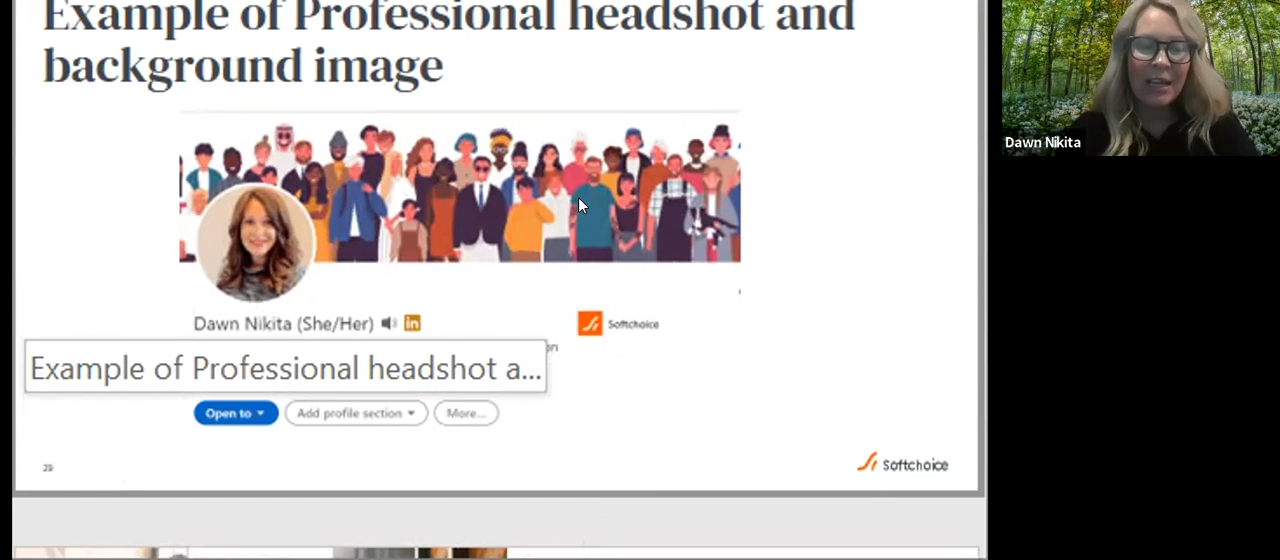 Example of Professional headshot and
background image
Dawn Nikita
Dawn Nikita (She/Her)
in
Softchoice
Example of Professional headshot a...
Open to
Add profile section
More...
Softchoice